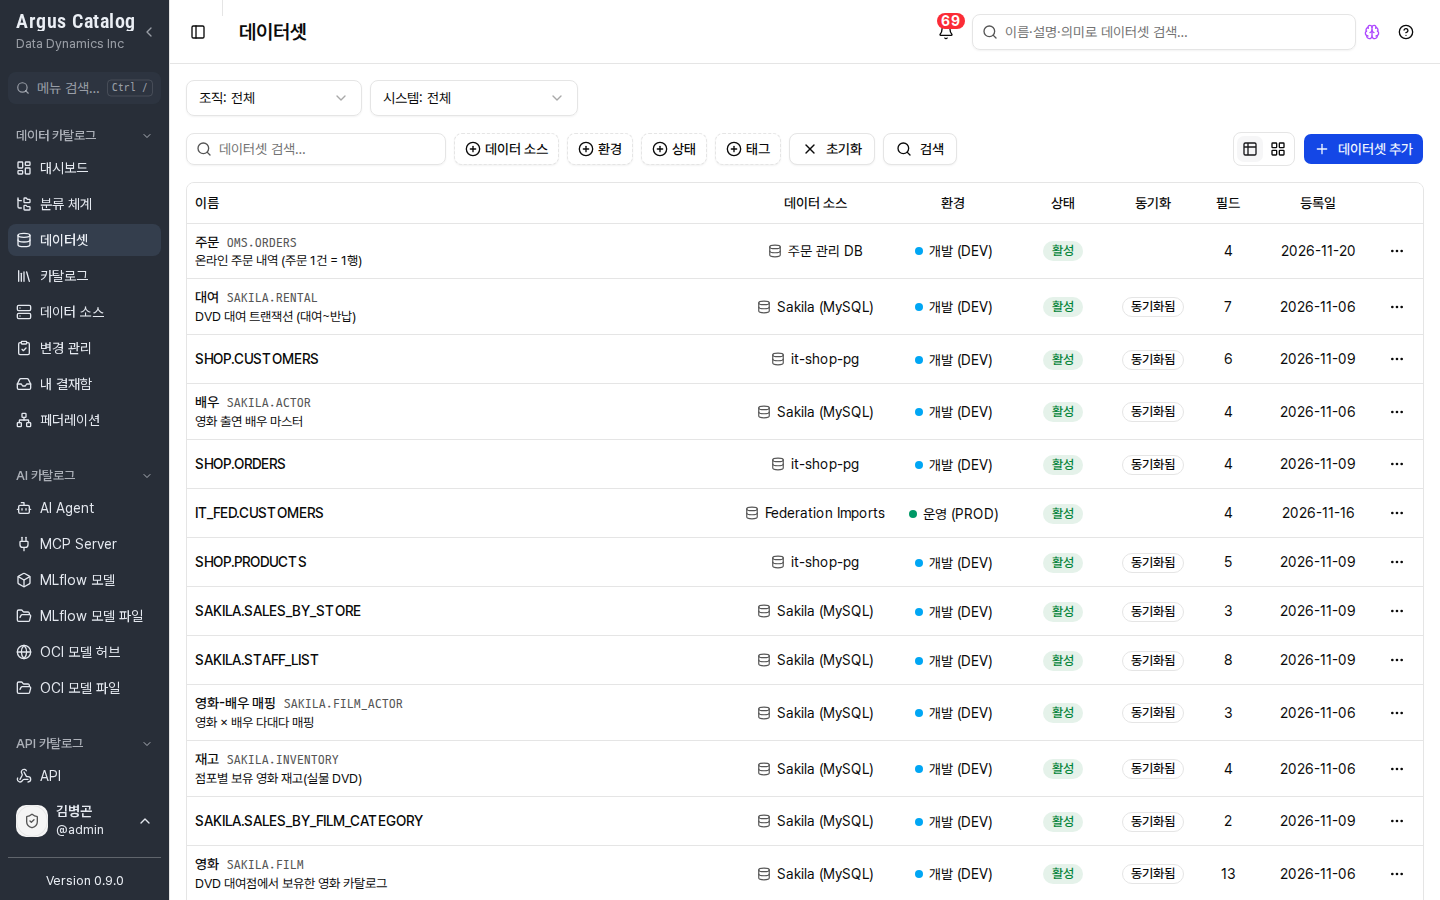 Argus Catalog
Data Dynamics Inc
메뉴 검색... Ctrl /
데이터 카탈로그
대시보드
분류 체계
데이터셋
카탈로그
데이터 소스
변경 관리
내 결재함
페더레이션
AI 카탈로그
AI Agent
MCP Server
MLflow 모델
MLflow 모델 파일
OCI 모델 허브
OCI 모델 파일
API 카탈로그
API
김병곤
@admin
Version 0.9.0
데이터셋
69
이름·설명·의미로 데이터셋 검색...
조직: 전체 시스템: 전체
데이터셋 검색... 데이터 소스 환경 상태 태그 초기화 검색 데이터셋 추가
이름 데이터 소스 환경 상태 동기화 필드 등록일
주문 OMS.ORDERS 주문 관리 DB 개발 (DEV) 활성 4 2026-11-20
온라인 주문 내역 (주문 1건 = 1행)
대여 SAKILA.RENTAL Sakila (MySQL) 개발 (DEV) 활성 동기화됨 7 2026-11-06
DVD 대여 트랜잭션 (대여~반납)
SHOP.CUSTOMERS it-shop-pg 개발 (DEV) 활성 동기화됨 6 2026-11-09
배우 SAKILA.ACTOR Sakila (MySQL) 개발 (DEV) 활성 동기화됨 4 2026-11-06
영화 출연 배우 마스터
SHOP.ORDERS it-shop-pg 개발 (DEV) 활성 동기화됨 4 2026-11-09
IT_FED.CUSTOMERS Federation Imports 운영 (PROD) 활성 4 2026-11-16
SHOP.PRODUCTS it-shop-pg 개발 (DEV) 활성 동기화됨 5 2026-11-09
SAKILA.SALES_BY_STORE Sakila (MySQL) 개발 (DEV) 활성 동기화됨 3 2026-11-09
SAKILA.STAFF_LIST Sakila (MySQL) 개발 (DEV) 활성 동기화됨 8 2026-11-09
영화-배우 매핑 SAKILA.FILM_ACTOR Sakila (MySQL) 개발 (DEV) 활성 동기화됨 3 2026-11-06
영화 × 배우 다대다 매핑
재고 SAKILA.INVENTORY Sakila (MySQL) 개발 (DEV) 활성 동기화됨 4 2026-11-06
점포별 보유 영화 재고(실물 DVD)
SAKILA.SALES_BY_FILM_CATEGORY Sakila (MySQL) 개발 (DEV) 활성 동기화됨 2 2026-11-09
영화 SAKILA.FILM Sakila (MySQL) 개발 (DEV) 활성 동기화됨 13 2026-11-06
DVD 대여점에서 보유한 영화 카탈로그